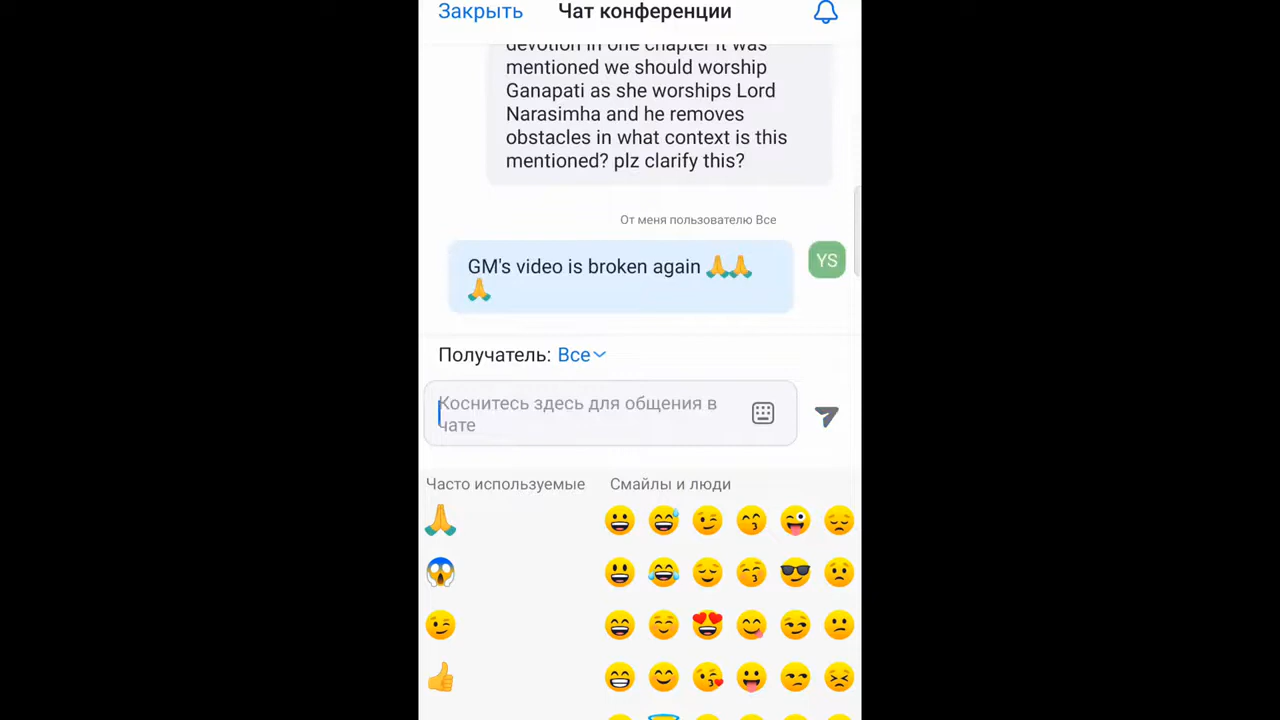 Закрыть Чат конференции
devotion in one chapter it was
mentioned we should worship
Ganapati as she worships Lord
Narasimha and he removes
obstacles in what context is this
mentioned? plz clarify this?
От меня пользователю Все
GM's video is broken again 🙏🙏
🙏
YS
Получатель: Все
Коснитесь здесь для общения в
чате
Часто используемые Смайлы и люди